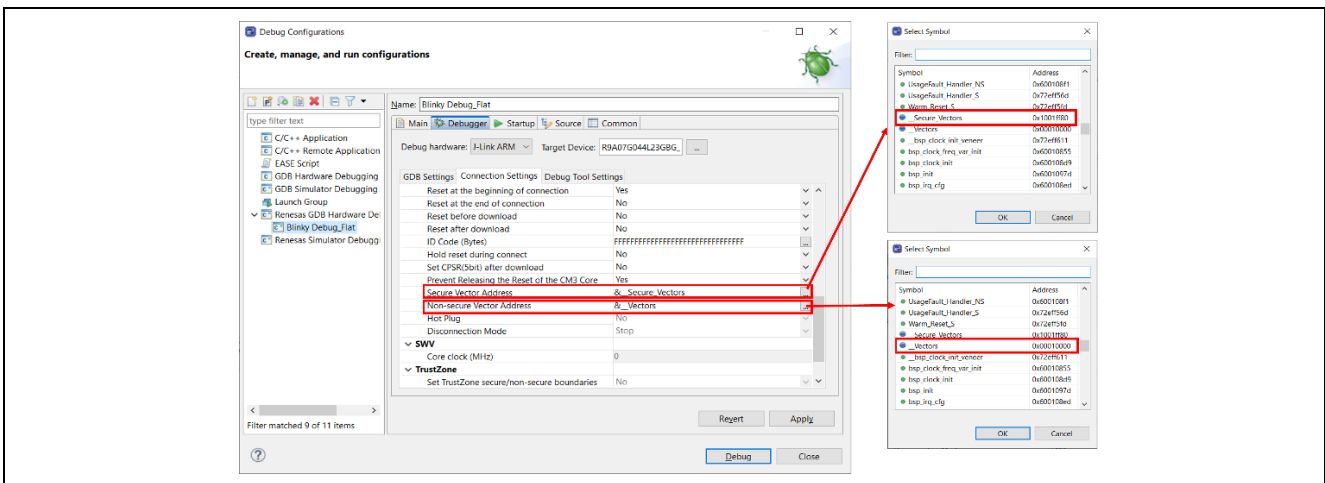 Debug Configurations
Create, manage, and run configurations
type filter text
C/C++ Application
C/C++ Remote Application
EASE Script
GDB Hardware Debugging
GDB Simulator Debugging
Launch Group
Renesas GDB Hardware De
Blinky Debug_Flat
Renesas Simulator Debuggi
Filter matched 9 of 11 items
Name: Blinky Debug_Flat
Main Debugger Startup Source Common
Debug hardware: J-Link ARM Target Device: R9A07G044L23GBG_ ...
GDB Settings Connection Settings Debug Tool Settings
Reset at the beginning of connection Yes
Reset at the end of connection No
Reset before download No
Reset after download No
ID Code (Bytes) FFFFFFFFFFFFFFFFFFFFFFFFFFFFFFFF ...
Hold reset during connect No
Set CPSR(5bit) after download No
Prevent Releasing the Reset of the CM3 Core Yes
Secure Vector Address &__Secure_Vectors
Non-secure Vector Address &__Vectors
Hot Plug No
Disconnection Mode Stop
SWV
Core clock (MHz) 0
TrustZone
Set TrustZone secure/non-secure boundaries No
Revert Apply
Debug Close
Select Symbol
Filter:
Symbol Address
UsageFault_Handler_NS 0x600108f1
UsageFault_Handler_S 0x72eff56d
Warm_Reset_S 0x72eff5fd
__Secure_Vectors 0x1001ff80
__Vectors 0x00010000
__bsp_clock_init_veneer 0x72eff611
bsp_clock_freq_var_init 0x60010855
bsp_clock_init 0x600108d9
bsp_init 0x6001097d
bsp_irq_cfg 0x600108ed
OK Cancel
Select Symbol
Filter:
Symbol Address
UsageFault_Handler_NS 0x600108f1
UsageFault_Handler_S 0x72eff56d
Warm_Reset_S 0x72eff5fd
__Secure_Vectors 0x1001ff80
__Vectors 0x00010000
__bsp_clock_init_veneer 0x72eff611
bsp_clock_freq_var_init 0x60010855
bsp_clock_init 0x600108d9
bsp_init 0x6001097d
bsp_irq_cfg 0x600108ed
OK Cancel